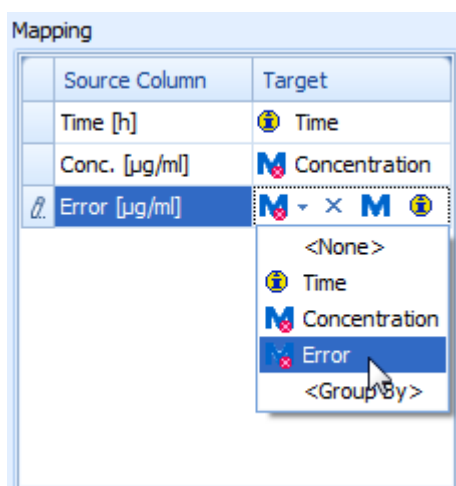 Mapping
Source Column Target
Time [h] Time
Conc. [µg/ml] Concentration
Error [µg/ml]
<None>
Time
Concentration
Error
<Group By>